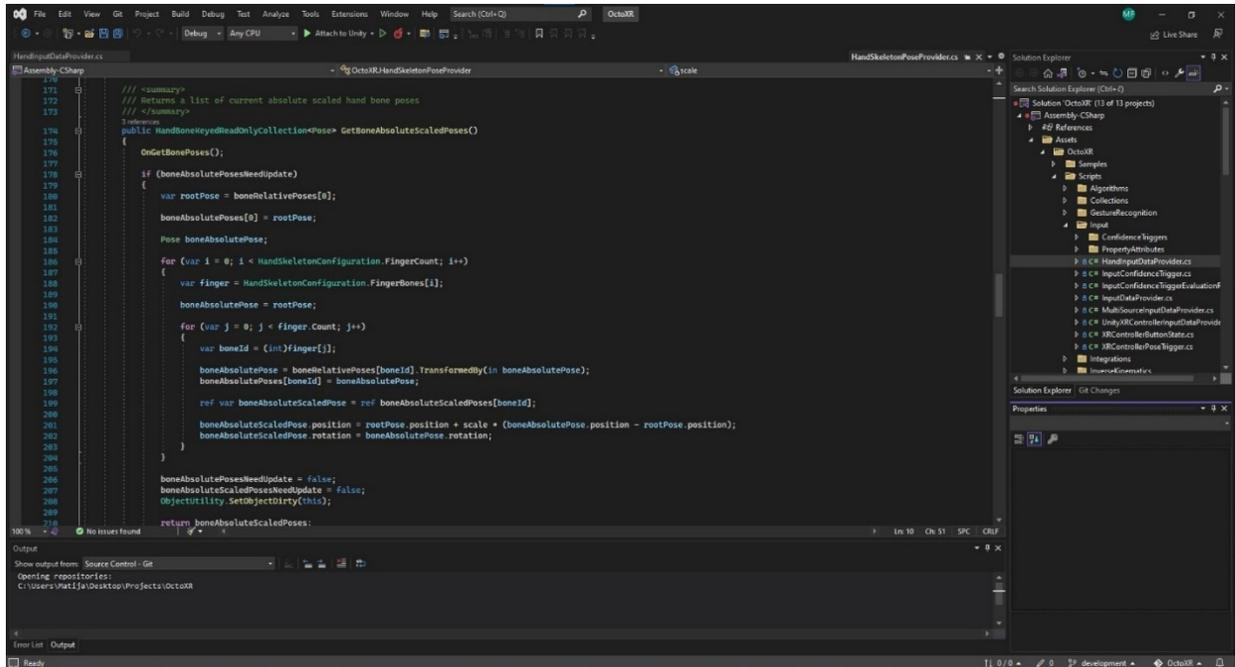 File Edit View Git Project Build Debug Test Analyze Tools Extensions Window Help Search (Ctrl+Q) OctoXR MF
Debug Any CPU Attach to Unity Live Share
HandInputDataProvider.cs HandSkeletonPoseProvider.cs
Assembly-CSharp OctoXR.HandSkeletonPoseProvider scale
170
171 /// <summary>
172 /// Returns a list of current absolute scaled hand bone poses
173 /// </summary>
3 references
174 public HandBoneKeyedReadOnlyCollection<Pose> GetBoneAbsoluteScaledPoses()
175 {
176 OnGetBonePoses();
177
178 if (boneAbsolutePosesNeedUpdate)
179 {
180 var rootPose = boneRelativePoses[0];
181
182 boneAbsolutePoses[0] = rootPose;
183
184 Pose boneAbsolutePose;
185
186 for (var i = 0; i < HandSkeletonConfiguration.FingerCount; i++)
187 {
188 var finger = HandSkeletonConfiguration.FingerBones[i];
189
190 boneAbsolutePose = rootPose;
191
192 for (var j = 0; j < finger.Count; j++)
193 {
194 var boneId = (int)finger[j];
195
196 boneAbsolutePose = boneRelativePoses[boneId].TransformedBy(in boneAbsolutePose);
197 boneAbsolutePoses[boneId] = boneAbsolutePose;
198
199 ref var boneAbsoluteScaledPose = ref boneAbsoluteScaledPoses[boneId];
200
201 boneAbsoluteScaledPose.position = rootPose.position + scale * (boneAbsolutePose.position - rootPose.position);
202 boneAbsoluteScaledPose.rotation = boneAbsolutePose.rotation;
203 }
204 }
205
206 boneAbsolutePosesNeedUpdate = false;
207 boneAbsoluteScaledPosesNeedUpdate = false;
208 ObjectUtility.SetObjectDirty(this);
209
210 return boneAbsoluteScaledPoses;
100 % No issues found Ln: 10 Ch: 51 SPC CRLF
Output
Show output from: Source Control - Git
Opening repositories:
C:\Users\Matija\Desktop\Projects\OctoXR
Error List Output
Solution Explorer
Search Solution Explorer (Ctrl+č)
Solution 'OctoXR' (13 of 13 projects)
Assembly-CSharp
References
Assets
OctoXR
Samples
Scripts
Algorithms
Collections
GestureRecognition
Input
ConfidenceTriggers
PropertyAttributes
C# HandInputDataProvider.cs
C# InputConfidenceTrigger.cs
C# InputConfidenceTriggerEvaluationF
C# InputDataProvider.cs
C# MultiSourceInputDataProvider.cs
C# UnityXRControllerInputDataProvide
C# XRControllerButtonState.cs
C# XRControllerPoseTrigger.cs
Integrations
InverseKinematics
Solution Explorer Git Changes
Properties
Ready 0 / 0 0 development OctoXR